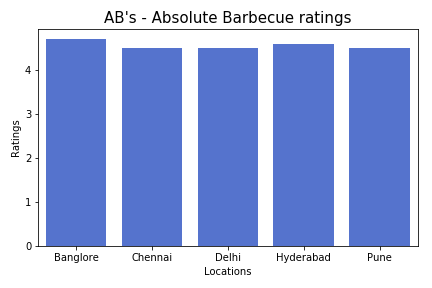 AB's - Absolute Barbecue ratings
Ratings
4
3
2
1
0
Banglore Chennai Delhi Hyderabad Pune
Locations